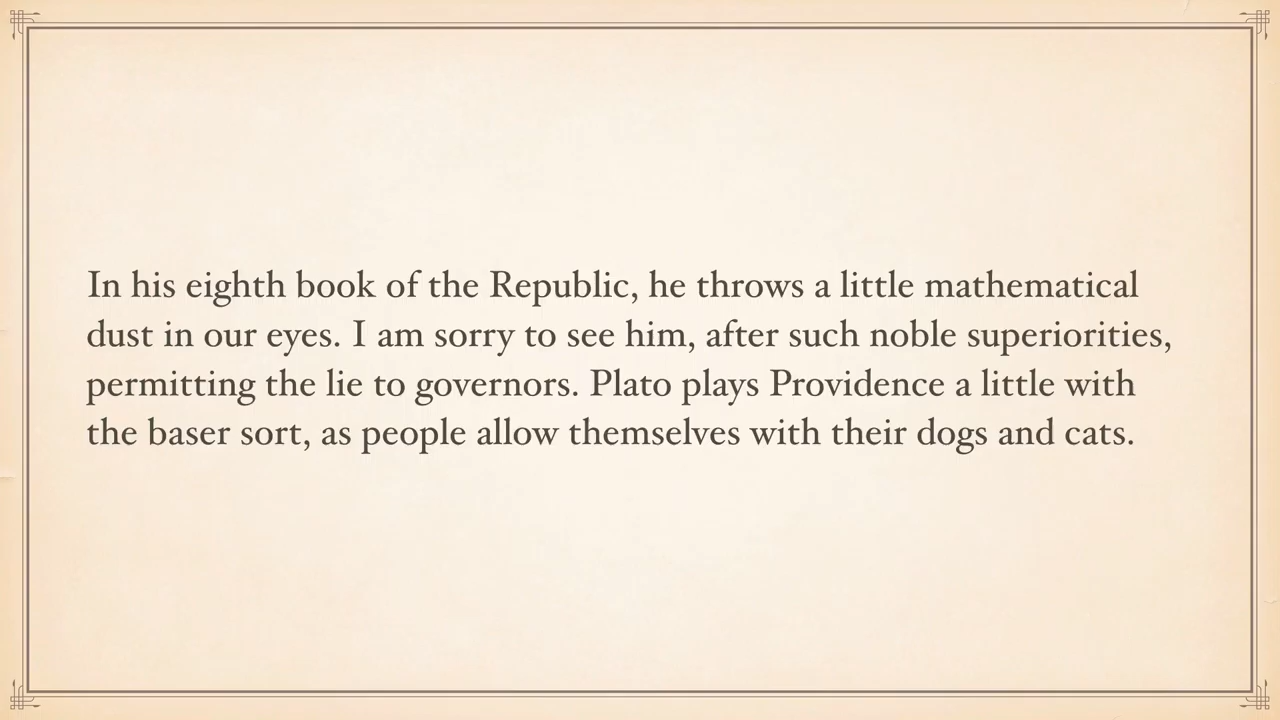 In his eighth book of the Republic, he throws a little mathematical
dust in our eyes. I am sorry to see him, after such noble superiorities,
permitting the lie to governors. Plato plays Providence a little with
the baser sort, as people allow themselves with their dogs and cats.